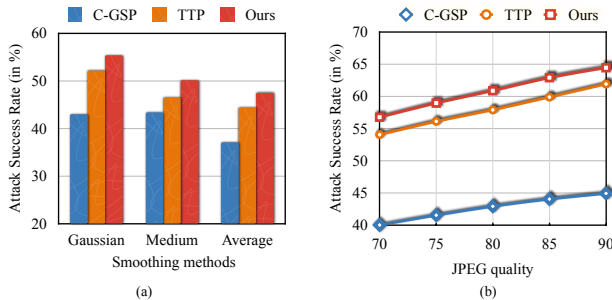 C-GSP TTP Ours
60
50
40
30
20
Attack Success Rate (in %)
Gaussian Medium Average
Smoothing methods
(a)
C-GSP TTP Ours
70
65
60
55
50
45
40
Attack Success Rate (in %)
70 75 80 85 90
JPEG quality
(b)